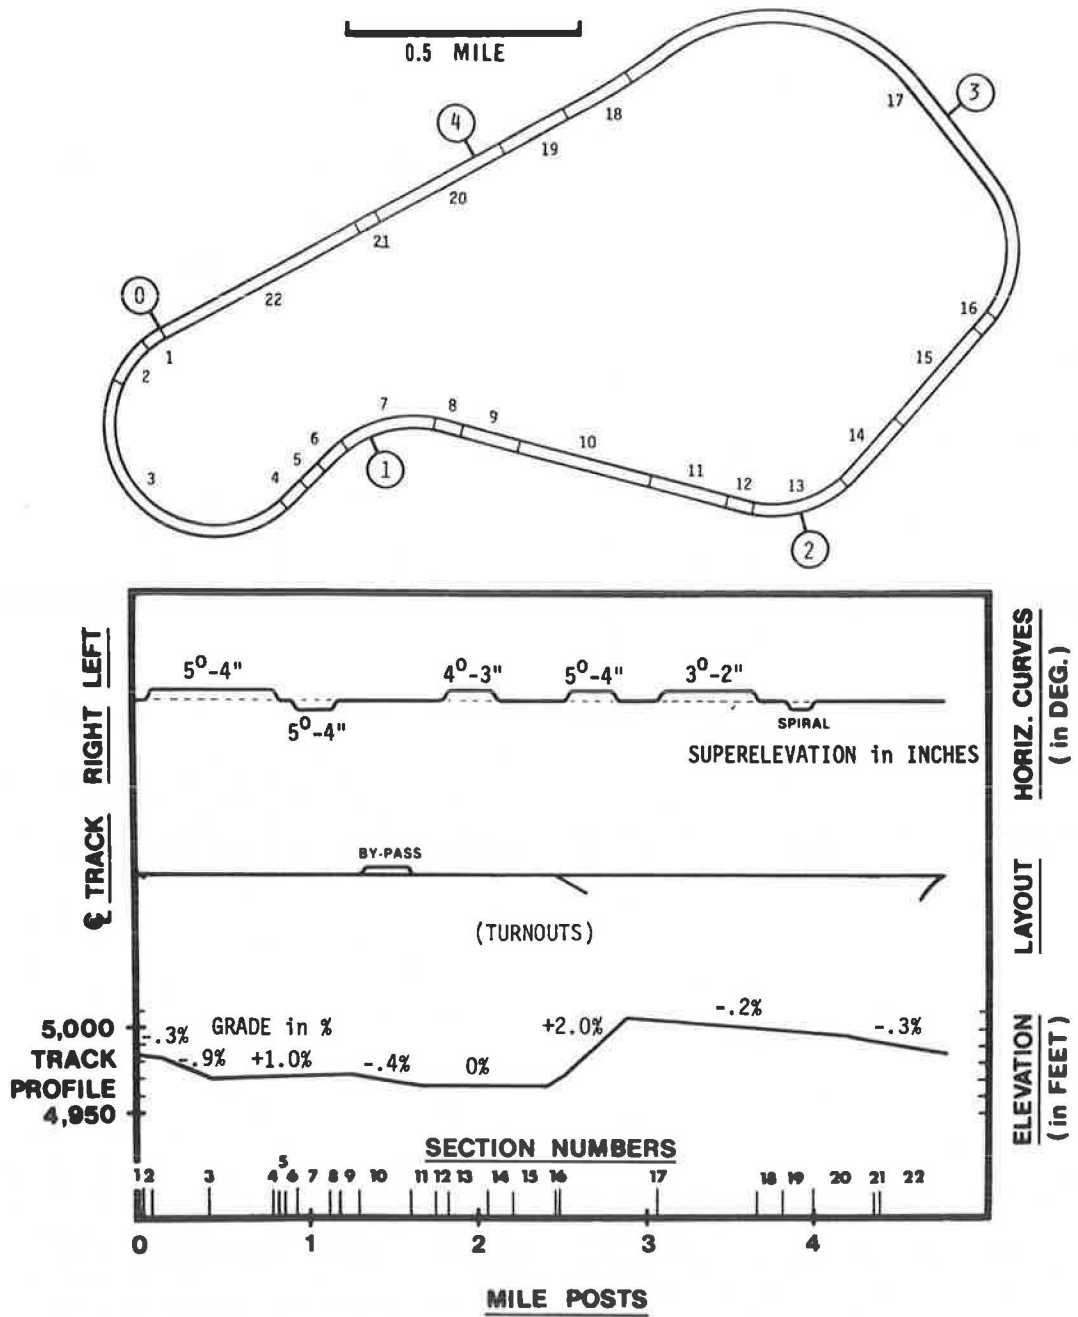 0.5 MILE
3
17
18
4
19
20
21
22
0
1
2
3
4
5
6
7
1
8
9
10
11
12
13
2
14
15
16
LEFT
RIGHT
℄ TRACK
5⁰-4"
5⁰-4"
4⁰-3"
5⁰-4"
3⁰-2"
SPIRAL
SUPERELEVATION in INCHES
HORIZ. CURVES
(in DEG.)
BY-PASS
(TURNOUTS)
LAYOUT
5,000
TRACK
PROFILE
4,950
-.3%
GRADE in %
-.9%
+1.0%
-.4%
0%
+2.0%
-.2%
-.3%
ELEVATION
(in FEET)
SECTION NUMBERS
1 2 3 4 5 6 7 8 9 10 11 12 13 14 15 16 17 18 19 20 21 22
0 1 2 3 4
MILE POSTS